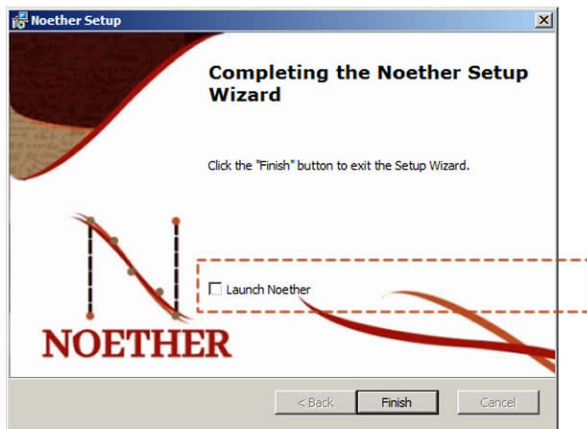 Noether Setup
Completing the Noether Setup
Wizard
Click the "Finish" button to exit the Setup Wizard.
Launch Noether
NOETHER
< Back
Finish
Cancel